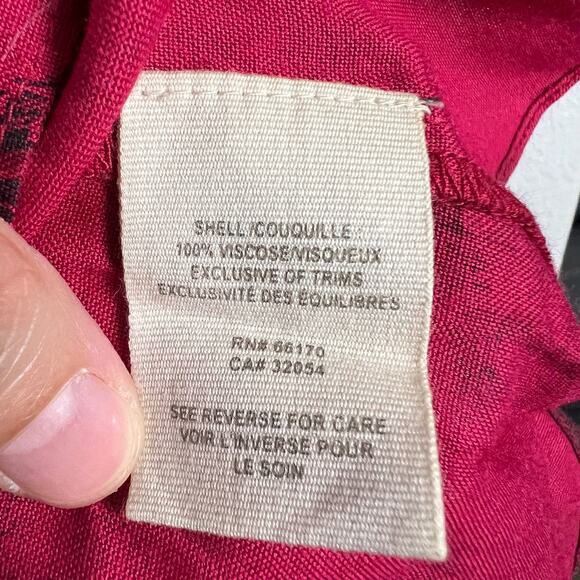 SHELL/COUQUILLE :
100% VISCOSE/VISQUEUX
EXCLUSIVE OF TRIMS
EXCLUSIVITÉ DES ÉQUILIBRES
RN# 66170
CA# 32054
SEE REVERSE FOR CARE
VOIR L'INVERSE POUR
LE SOIN